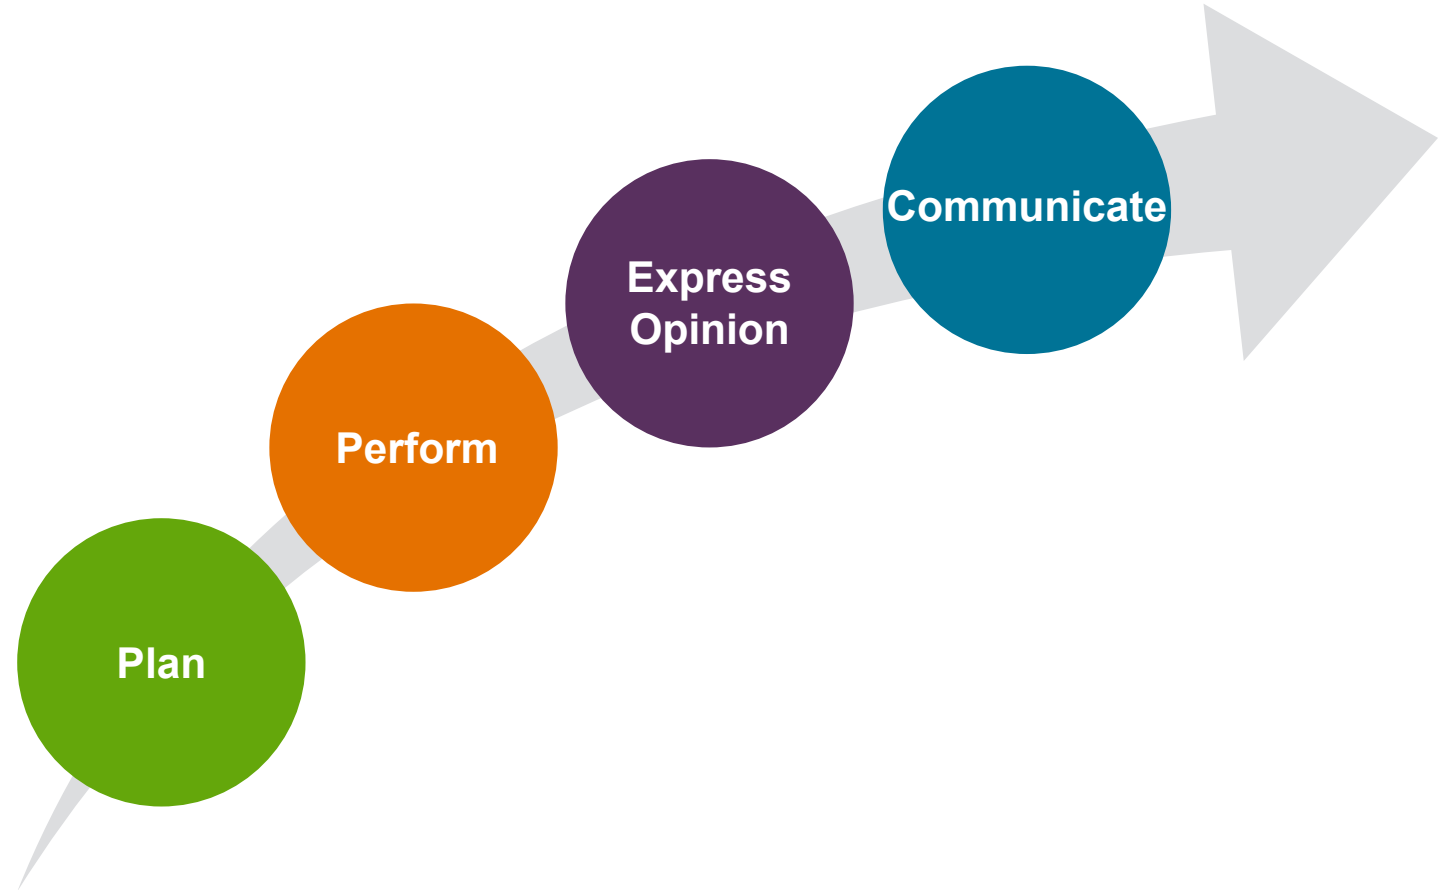 Plan
Perform
Express
Opinion
Communicate